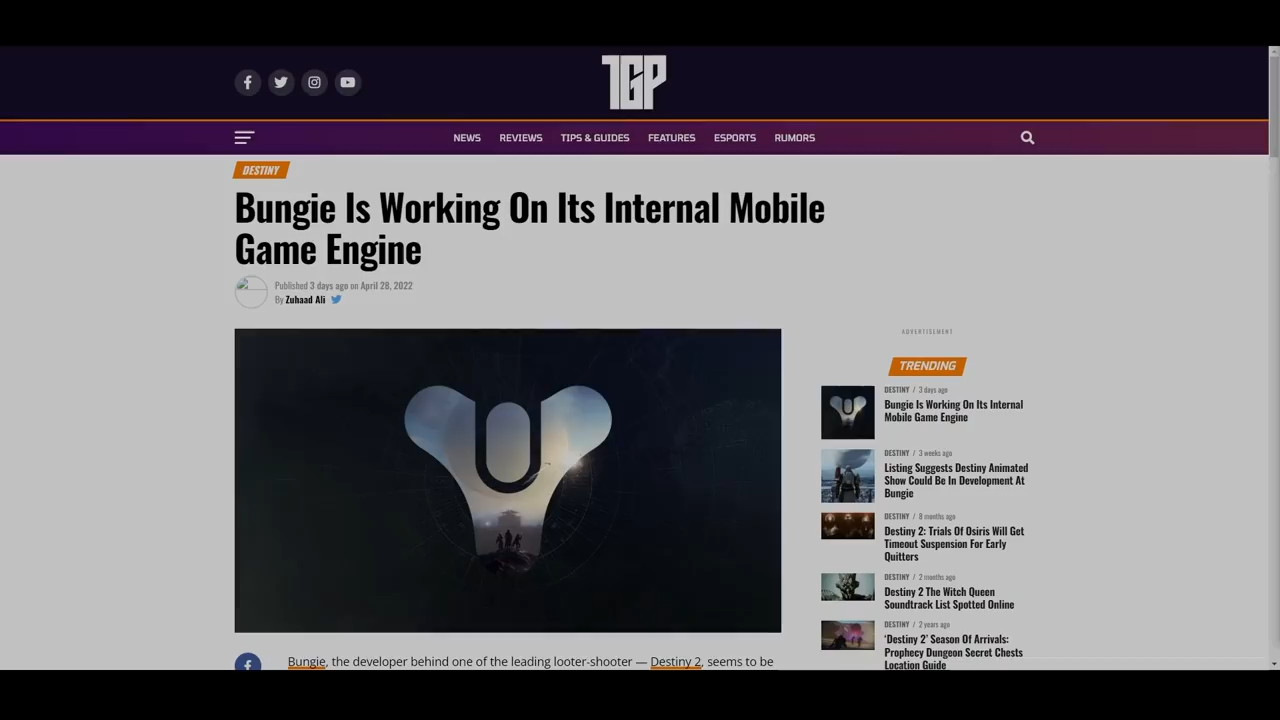 TGP
NEWS
REVIEWS
TIPS & GUIDES
FEATURES
ESPORTS
RUMORS
DESTINY
Bungie Is Working On Its Internal Mobile
Game Engine
Published 3 days ago on April 28, 2022
By Zuhaad Ali
Bungie, the developer behind one of the leading looter-shooter — Destiny 2, seems to be
ADVERTISEMENT
TRENDING
DESTINY / 3 days ago
Bungie Is Working On Its Internal
Mobile Game Engine
DESTINY / 3 weeks ago
Listing Suggests Destiny Animated
Show Could Be In Development At
Bungie
DESTINY / 8 months ago
Destiny 2: Trials Of Osiris Will Get
Timeout Suspension For Early
Quitters
DESTINY / 2 months ago
Destiny 2 The Witch Queen
Soundtrack List Spotted Online
DESTINY / 2 years ago
‘Destiny 2’ Season Of Arrivals:
Prophecy Dungeon Secret Chests
Location Guide